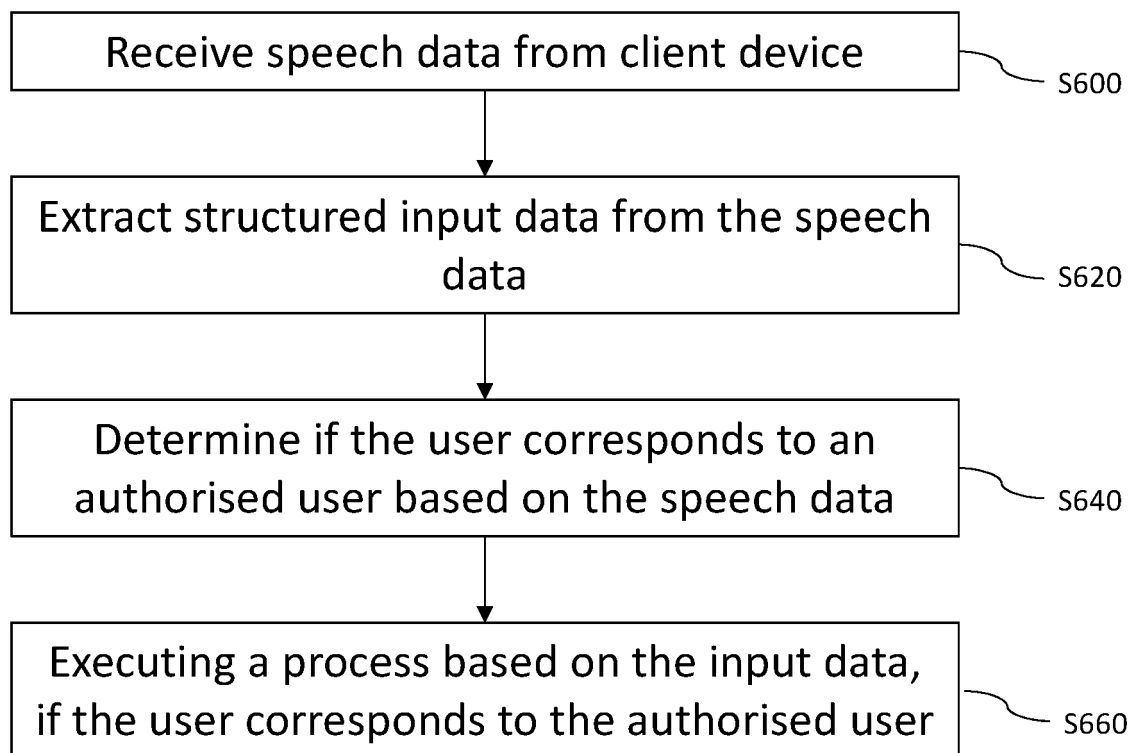 Receive speech data from client device
S600
Extract structured input data from the speech
data
S620
Determine if the user corresponds to an
authorised user based on the speech data
S640
Executing a process based on the input data,
if the user corresponds to the authorised user
S660